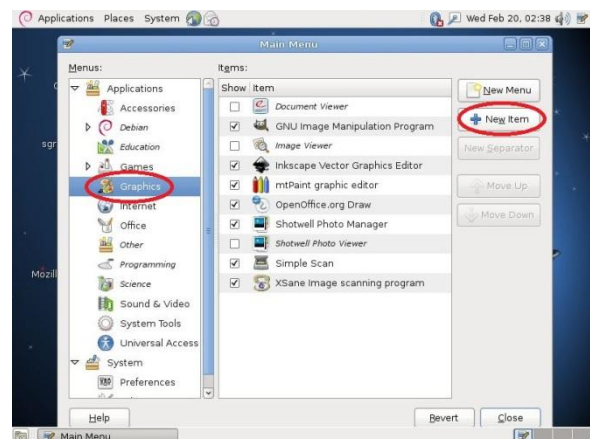 Applications Places System Wed Feb 20, 02:38
Main Menu
Menus:
Items:
Applications
Accessories
Debian
Education
Games
Graphics
Internet
Office
Other
Programming
Science
Sound & Video
System Tools
Universal Access
System
Preferences
Show Item
Document Viewer
GNU Image Manipulation Program
Image Viewer
Inkscape Vector Graphics Editor
mtPaint graphic editor
OpenOffice.org Draw
Shotwell Photo Manager
Shotwell Photo Viewer
Simple Scan
XSane Image scanning program
New Menu
New Item
New Separator
Move Up
Move Down
Help
Revert
Close
sgr
Mozill
Main Menu